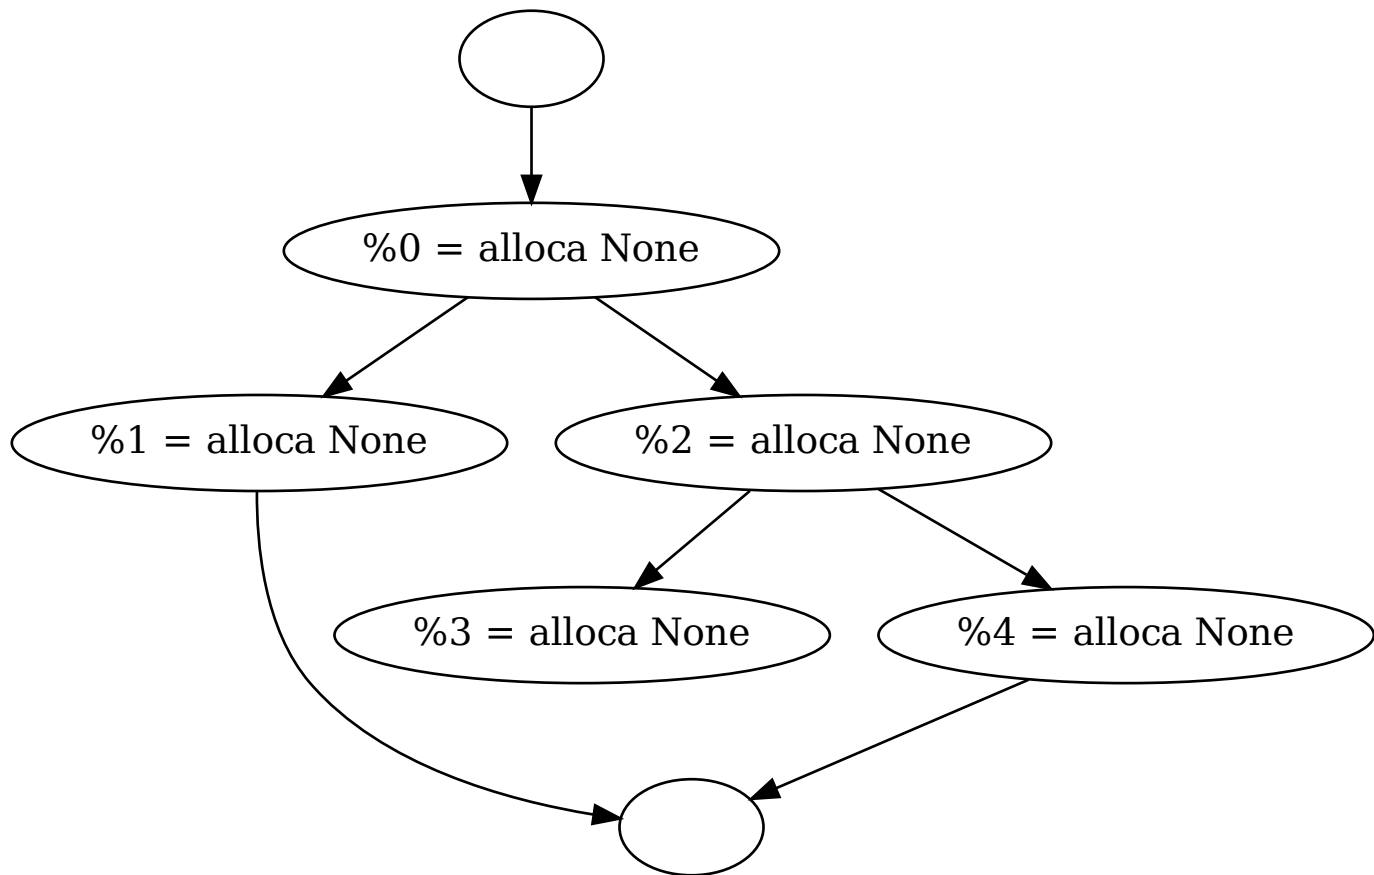 %0 = alloca None
%1 = alloca None
%2 = alloca None
%3 = alloca None
%4 = alloca None